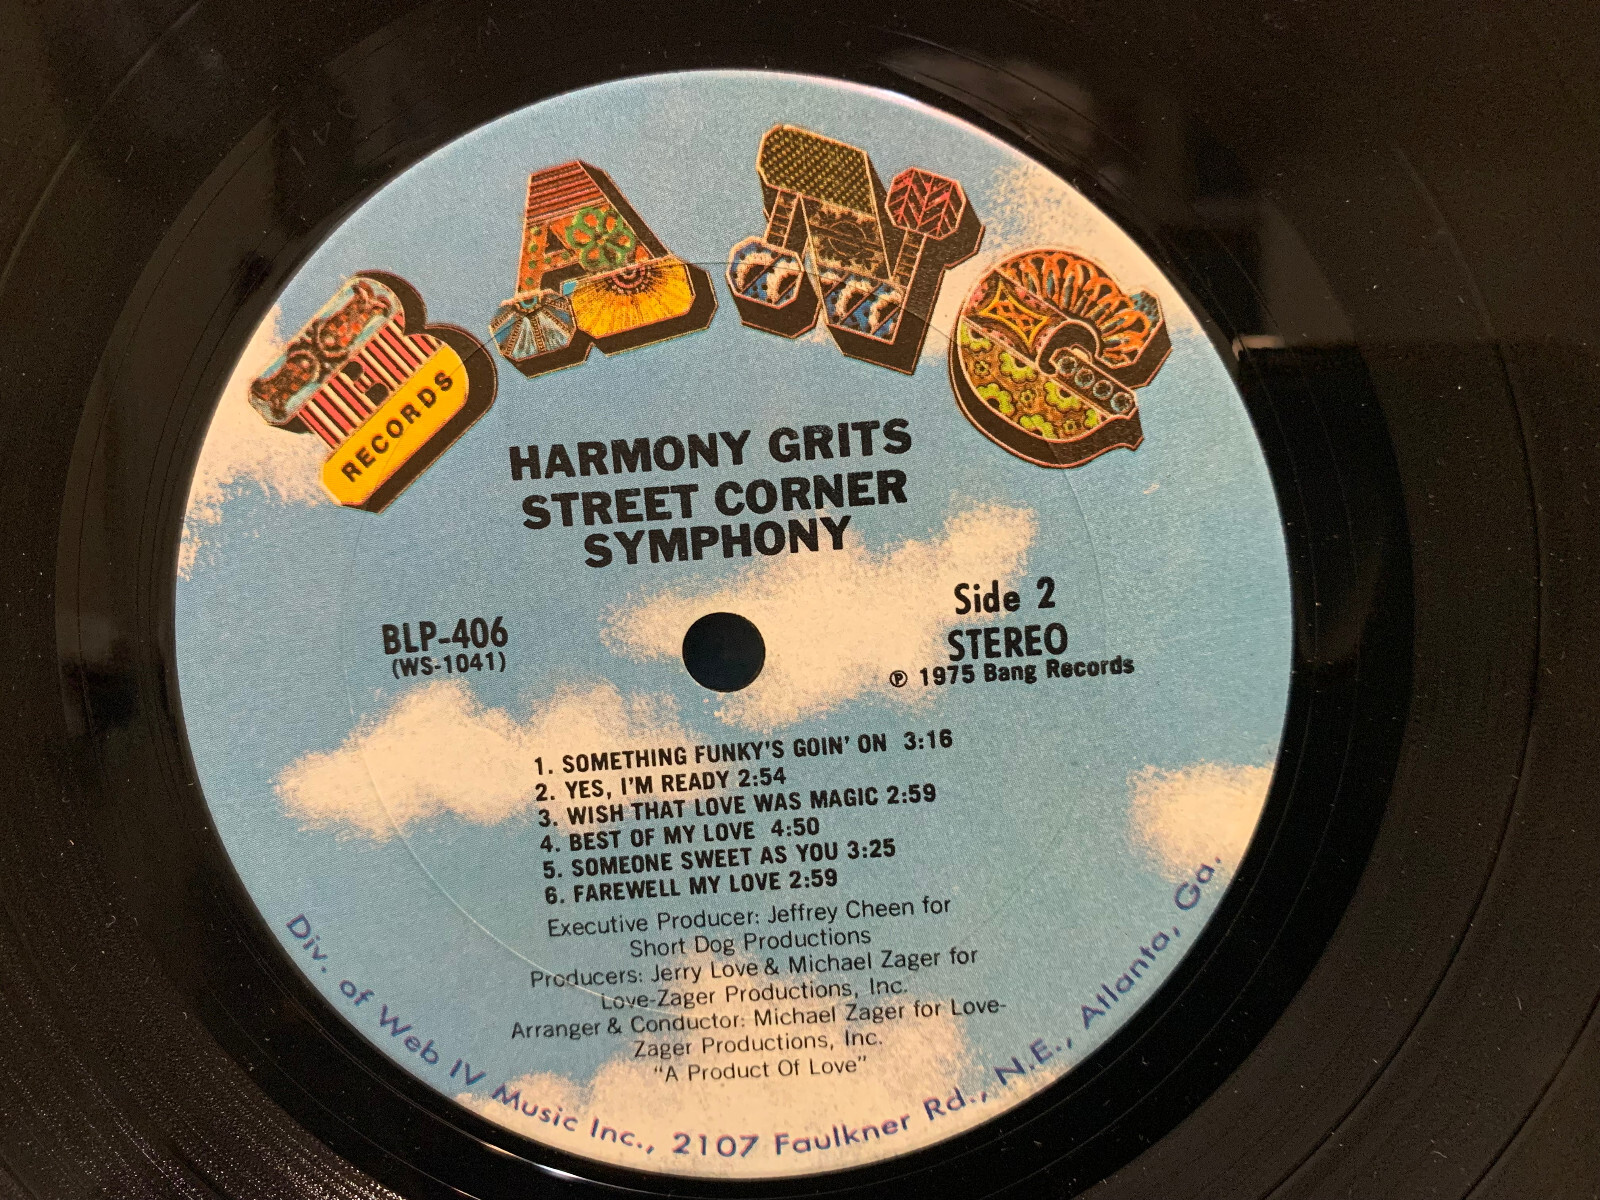 BANG
RECORDS
HARMONY GRITS
STREET CORNER
SYMPHONY
BLP-406
(WS-1041)
Side 2
STEREO
℗ 1975 Bang Records
1. SOMETHING FUNKY'S GOIN' ON 3:16
2. YES, I'M READY 2:54
3. WISH THAT LOVE WAS MAGIC 2:59
4. BEST OF MY LOVE 4:50
5. SOMEONE SWEET AS YOU 3:25
6. FAREWELL MY LOVE 2:59
Executive Producer: Jeffrey Cheen for
Short Dog Productions
Producers: Jerry Love & Michael Zager for
Love-Zager Productions, Inc.
Arranger & Conductor: Michael Zager for Love-
Zager Productions, Inc.
"A Product Of Love"
Div. of Web IV Music Inc., 2107 Faulkner Rd., N.E., Atlanta, Ga.